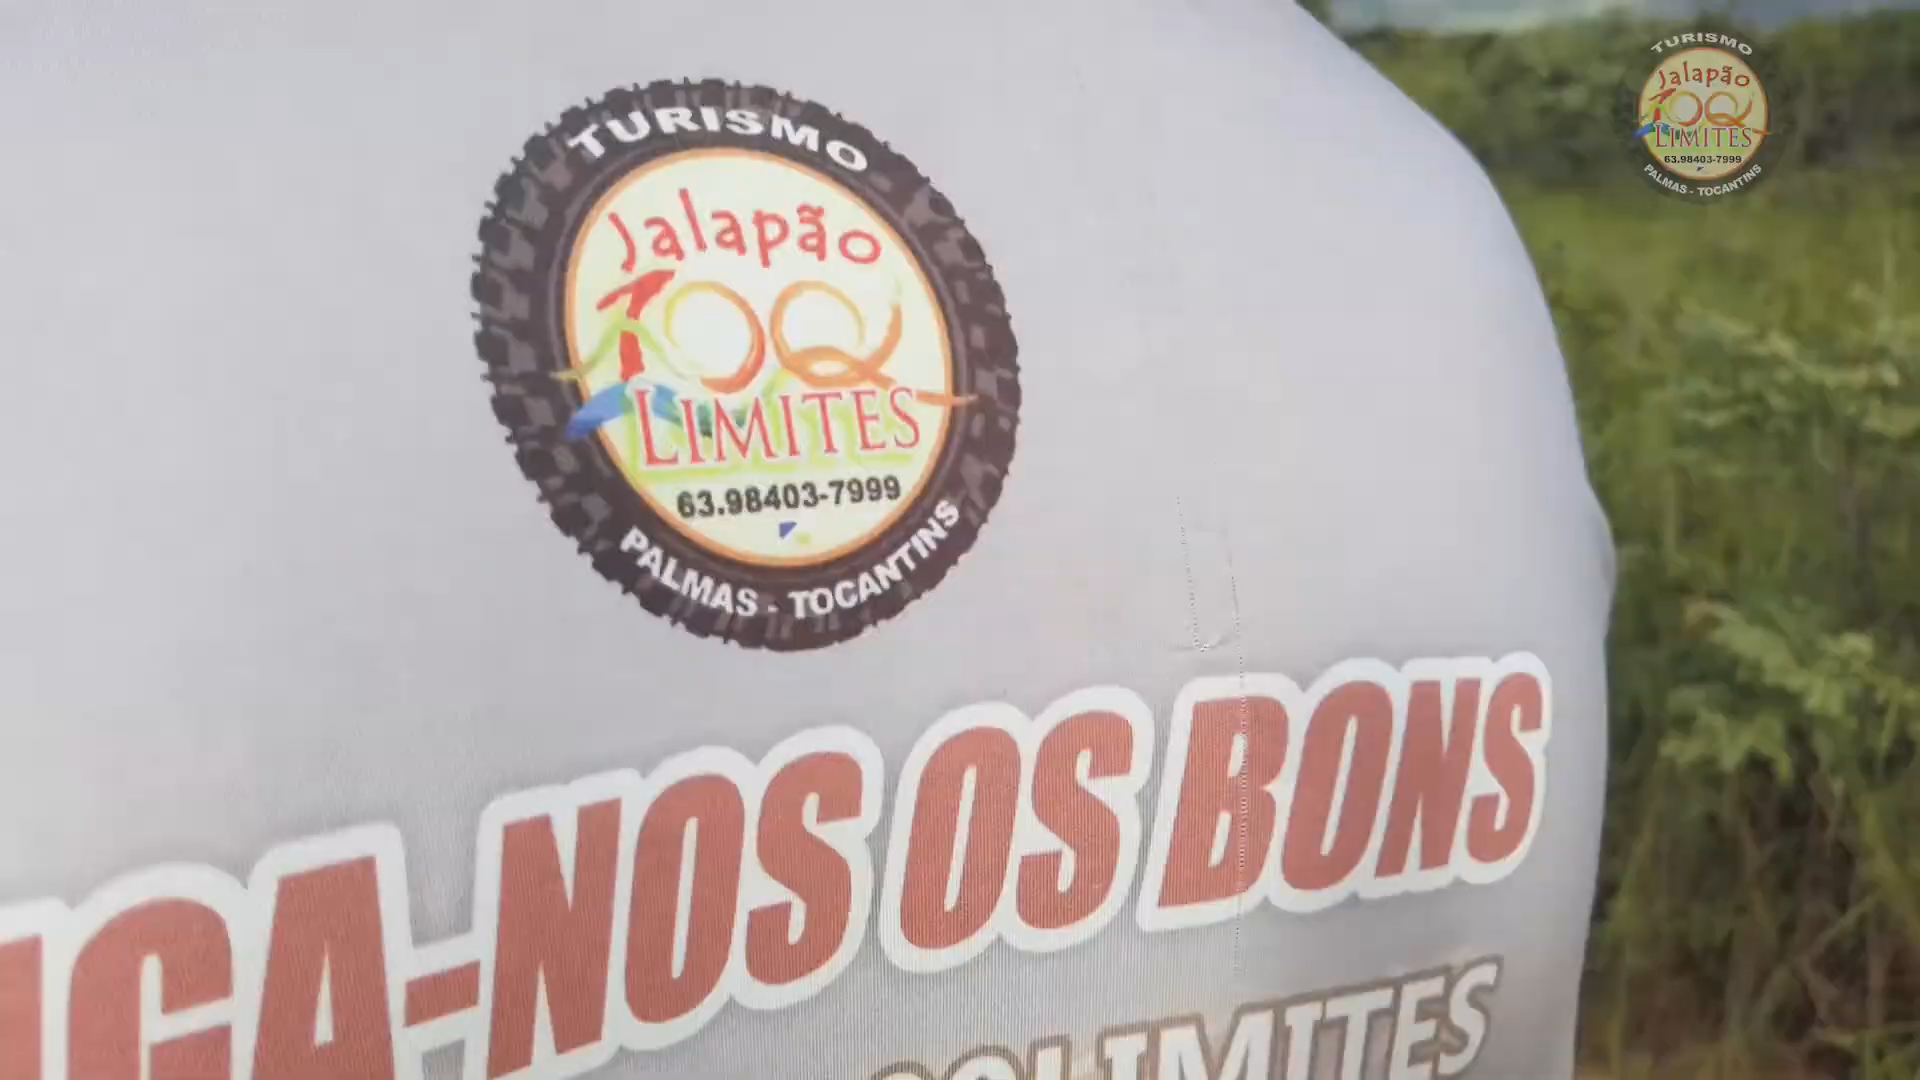 TURISMO
Jalapão
100
LIMITES
63.98403-7999
PALMAS - TOCANTINS
TURISMO
Jalapão
100
LIMITES
63.98403-7999
PALMAS - TOCANTINS
-NOS OS BONS
LIMITES